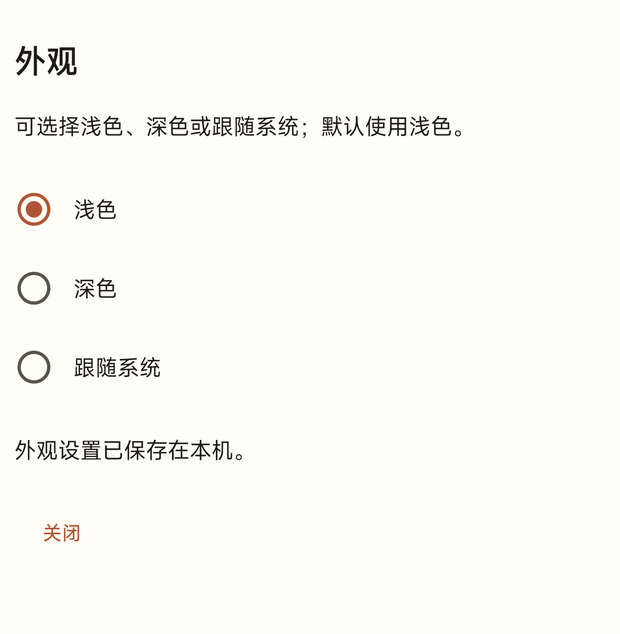 外观
可选择浅色、深色或跟随系统；默认使用浅色。
浅色
深色
跟随系统
外观设置已保存在本机。
关闭